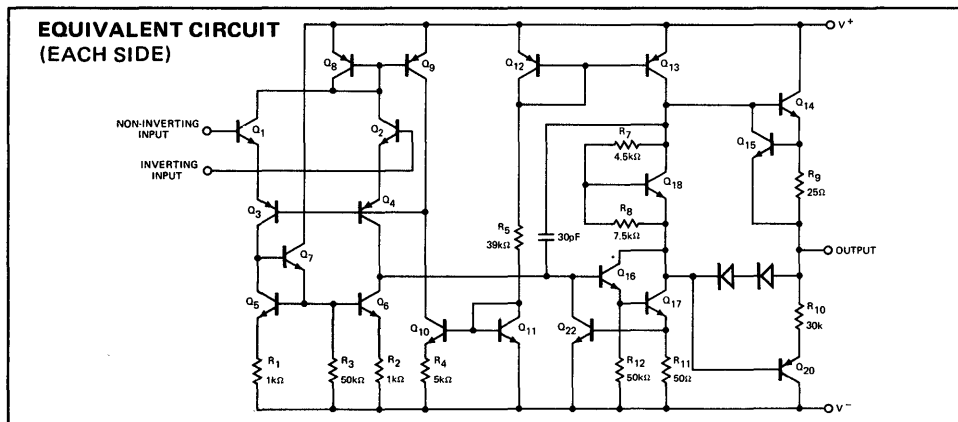 EQUIVALENT CIRCUIT
(EACH SIDE)
V+
Q8
Q9
Q12
Q13
Q14
NON-INVERTING
INPUT
Q1
Q2
R7
4.5kΩ
Q15
INVERTING
INPUT
Q18
R9
25Ω
Q3
Q4
R5
39kΩ
R8
7.5kΩ
30pF
OUTPUT
Q7
Q16
Q5
Q6
Q17
R10
30k
Q10
Q11
Q22
R1
1kΩ
R3
50kΩ
R2
1kΩ
R4
5kΩ
R12
50kΩ
R11
50Ω
Q20
V−